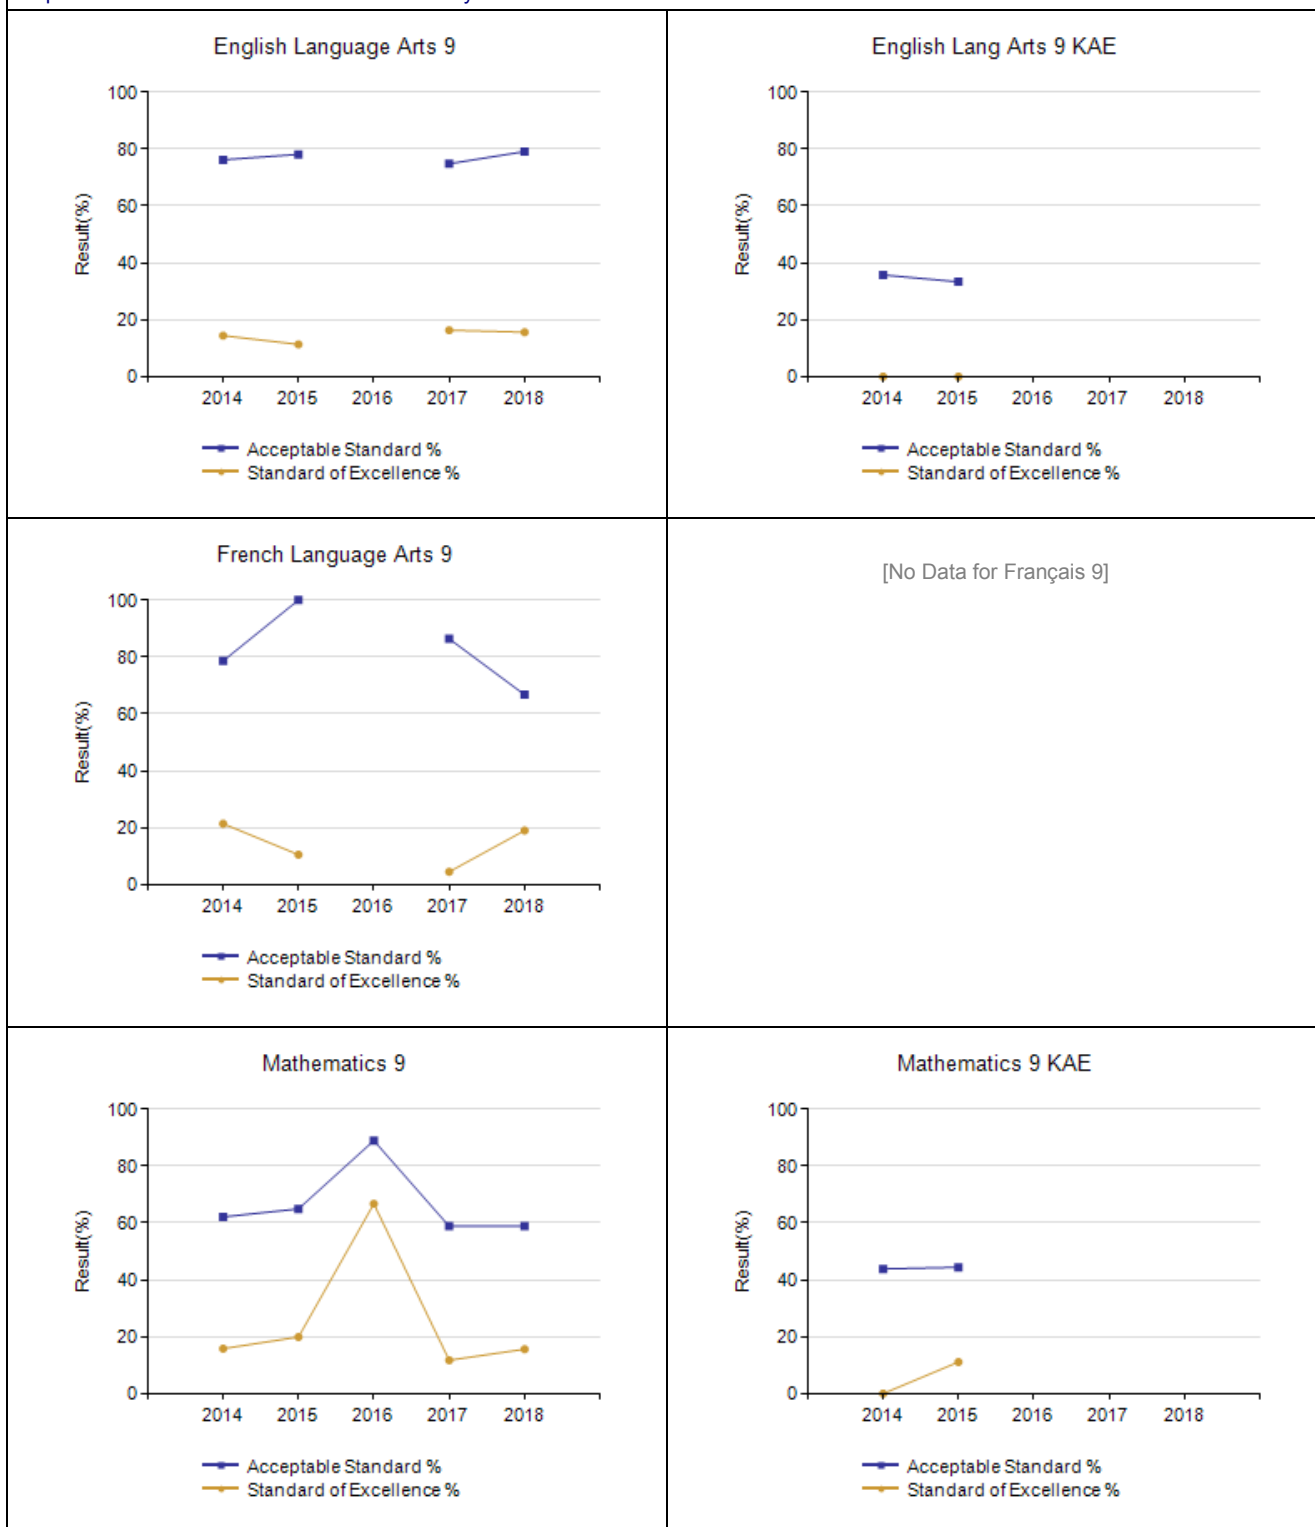 English Language Arts 9
100
80
60
40
20
0
Result(%)
2014 2015 2016 2017 2018
Acceptable Standard %
Standard of Excellence %
English Lang Arts 9 KAE
100
80
60
40
20
0
Result(%)
2014 2015 2016 2017 2018
Acceptable Standard %
Standard of Excellence %
French Language Arts 9
100
80
60
40
20
0
Result(%)
2014 2015 2016 2017 2018
Acceptable Standard %
Standard of Excellence %
[No Data for Français 9]
Mathematics 9
100
80
60
40
20
0
Result(%)
2014 2015 2016 2017 2018
Acceptable Standard %
Standard of Excellence %
Mathematics 9 KAE
100
80
60
40
20
0
Result(%)
2014 2015 2016 2017 2018
Acceptable Standard %
Standard of Excellence %